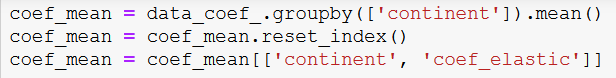 coef_mean = data_coef_.groupby(['continent']).mean()
coef_mean = coef_mean.reset_index()
coef_mean = coef_mean[['continent', 'coef_elastic']]